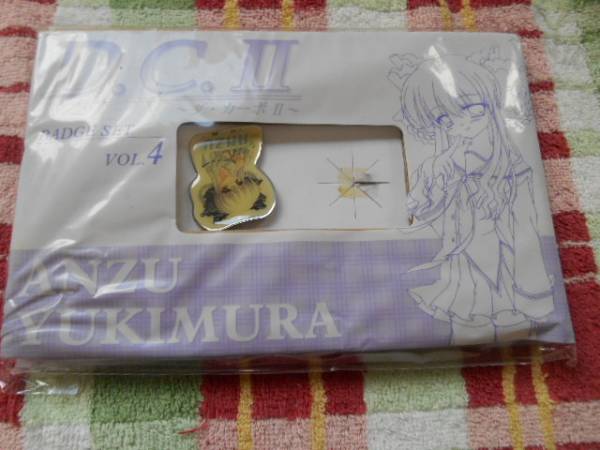 D.C.II
～ダ・カーポII～
BADGE SET
VOL.4
ANZU
YUKIMURA